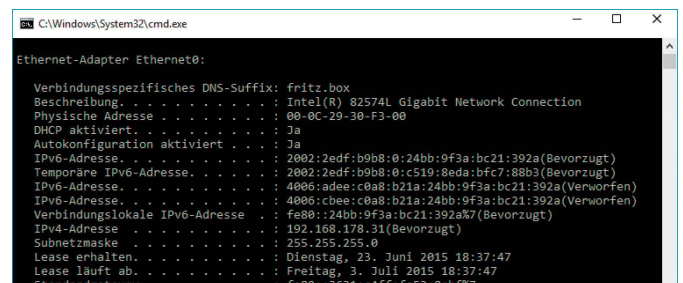 C:\Windows\System32\cmd.exe
Ethernet-Adapter Ethernet0:
Verbindungsspezifisches DNS-Suffix: fritz.box
Beschreibung. . . . . . . . . . . : Intel(R) 82574L Gigabit Network Connection
Physische Adresse . . . . . . . . : 00-0C-29-30-F3-00
DHCP aktiviert. . . . . . . . . . : Ja
Autokonfiguration aktiviert . . . : Ja
IPv6-Adresse. . . . . . . . . . . : 2002:2edf:b9b8:0:24bb:9f3a:bc21:392a(Bevorzugt)
Temporäre IPv6-Adresse. . . . . . : 2002:2edf:b9b8:0:c519:8eda:bfc7:88b3(Bevorzugt)
IPv6-Adresse. . . . . . . . . . . : 4006:adee:c0a8:b21a:24bb:9f3a:bc21:392a(Verworfen)
IPv6-Adresse. . . . . . . . . . . : 4006:cbee:c0a8:b21a:24bb:9f3a:bc21:392a(Verworfen)
Verbindungslokale IPv6-Adresse . : fe80::24bb:9f3a:bc21:392a%7(Bevorzugt)
IPv4-Adresse . . . . . . . . . . : 192.168.178.31(Bevorzugt)
Subnetzmaske . . . . . . . . . . : 255.255.255.0
Lease erhalten. . . . . . . . . . : Dienstag, 23. Juni 2015 18:37:47
Lease läuft ab. . . . . . . . . . : Freitag, 3. Juli 2015 18:37:47